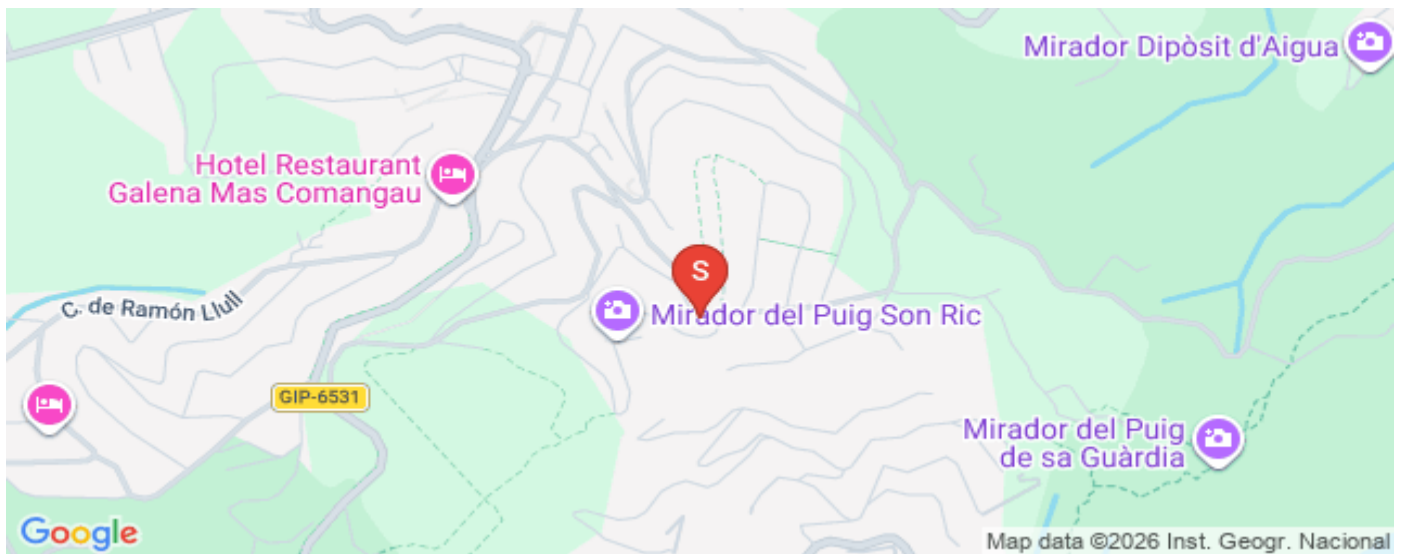 Mirador Dipòsit d'Aigua
Hotel Restaurant
Galena Mas Comangau
S
C. de Ramón Llull
Mirador del Puig Son Ric
GIP-6531
Mirador del Puig
de sa Guàrdia
Google
Map data ©2026 Inst. Geogr. Nacional